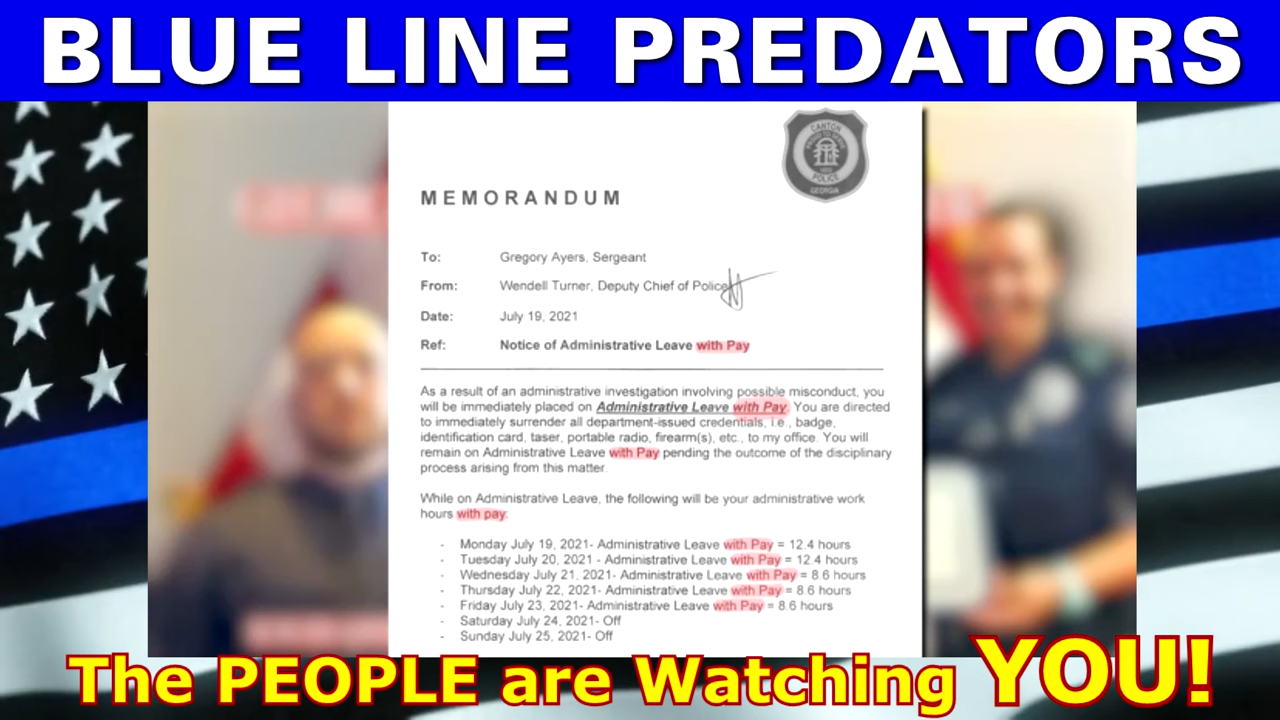 BLUE LINE PREDATORS
CANTON
POLICE
GEORGIA
MEMORANDUM
To: Gregory Ayers, Sergeant
From: Wendell Turner, Deputy Chief of Police
Date: July 19, 2021
Ref: Notice of Administrative Leave with Pay
As a result of an administrative investigation involving possible misconduct, you
will be immediately placed on Administrative Leave with Pay. You are directed
to immediately surrender all department-issued credentials, i.e., badge,
identification card, taser, portable radio, firearm(s), etc., to my office. You will
remain on Administrative Leave with Pay pending the outcome of the disciplinary
process arising from this matter.
While on Administrative Leave, the following will be your administrative work
hours with pay:
- Monday July 19, 2021- Administrative Leave with Pay = 12.4 hours
- Tuesday July 20, 2021 - Administrative Leave with Pay = 12.4 hours
- Wednesday July 21, 2021- Administrative Leave with Pay = 8.6 hours
- Thursday July 22, 2021- Administrative Leave with Pay = 8.6 hours
- Friday July 23, 2021- Administrative Leave with Pay = 8.6 hours
- Saturday July 24, 2021- Off
- Sunday July 25, 2021- Off
The PEOPLE are Watching YOU!